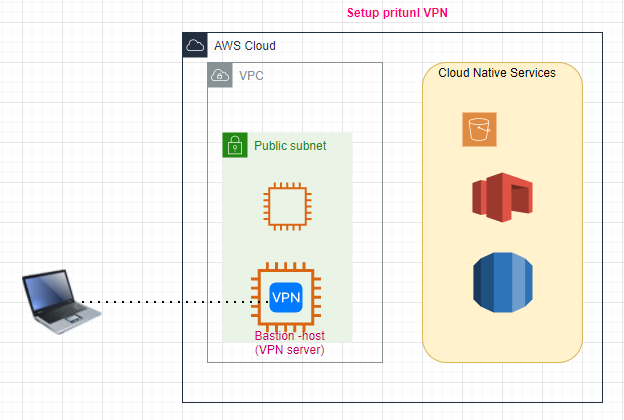 Setup pritunl VPN
AWS Cloud
VPC
Cloud Native Services
Public subnet
VPN
Bastion -host
(VPN server)